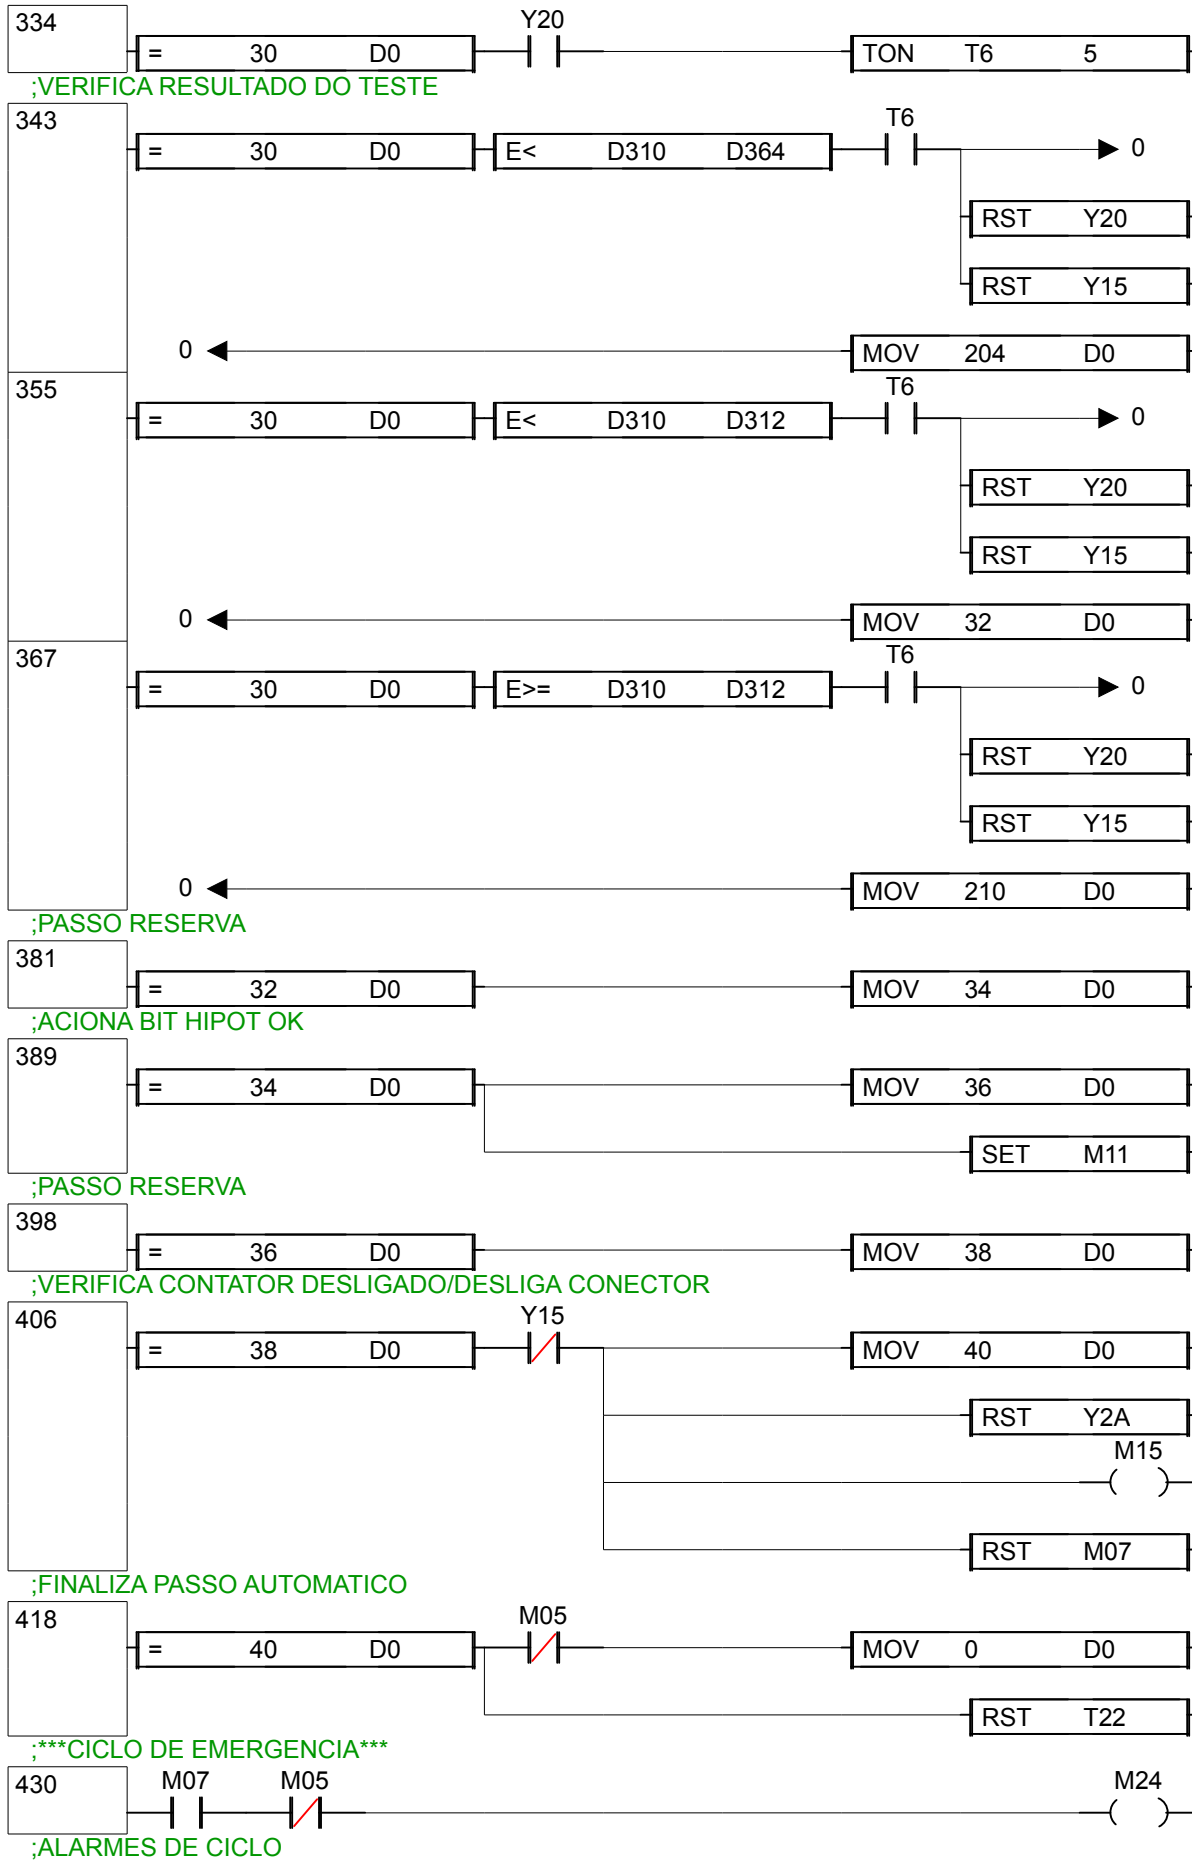 334
Y20
= 30 D0 TON T6 5
;VERIFICA RESULTADO DO TESTE
343
T6
= 30 D0 E< D310 D364 0
RST Y20
RST Y15
0 MOV 204 D0
355
T6
= 30 D0 E< D310 D312 0
RST Y20
RST Y15
0 MOV 32 D0
367
T6
= 30 D0 E>= D310 D312 0
RST Y20
RST Y15
0 MOV 210 D0
;PASSO RESERVA
381
= 32 D0 MOV 34 D0
;ACIONA BIT HIPOT OK
389
= 34 D0 MOV 36 D0
SET M11
;PASSO RESERVA
398
= 36 D0 MOV 38 D0
;VERIFICA CONTATOR DESLIGADO/DESLIGA CONECTOR
406
Y15
= 38 D0 MOV 40 D0
RST Y2A
M15
RST M07
;FINALIZA PASSO AUTOMATICO
418
M05
= 40 D0 MOV 0 D0
RST T22
;***CICLO DE EMERGENCIA***
430
M07 M05 M24
;ALARMES DE CICLO